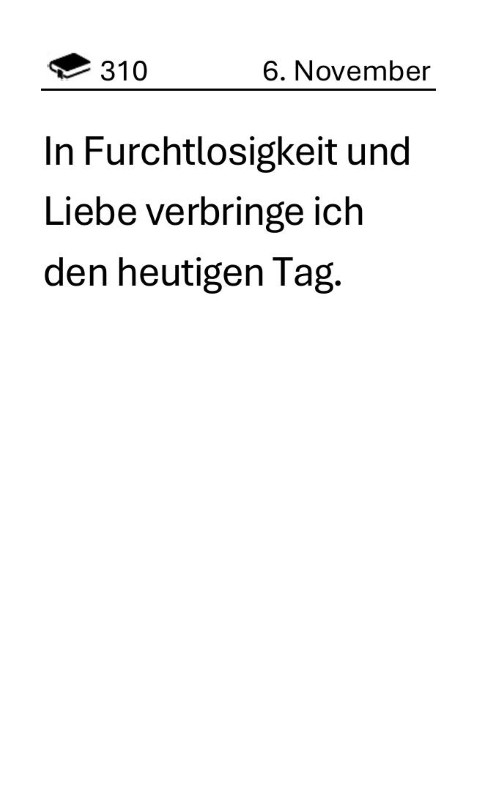 310 6. November
In Furchtlosigkeit und
Liebe verbringe ich
den heutigen Tag.